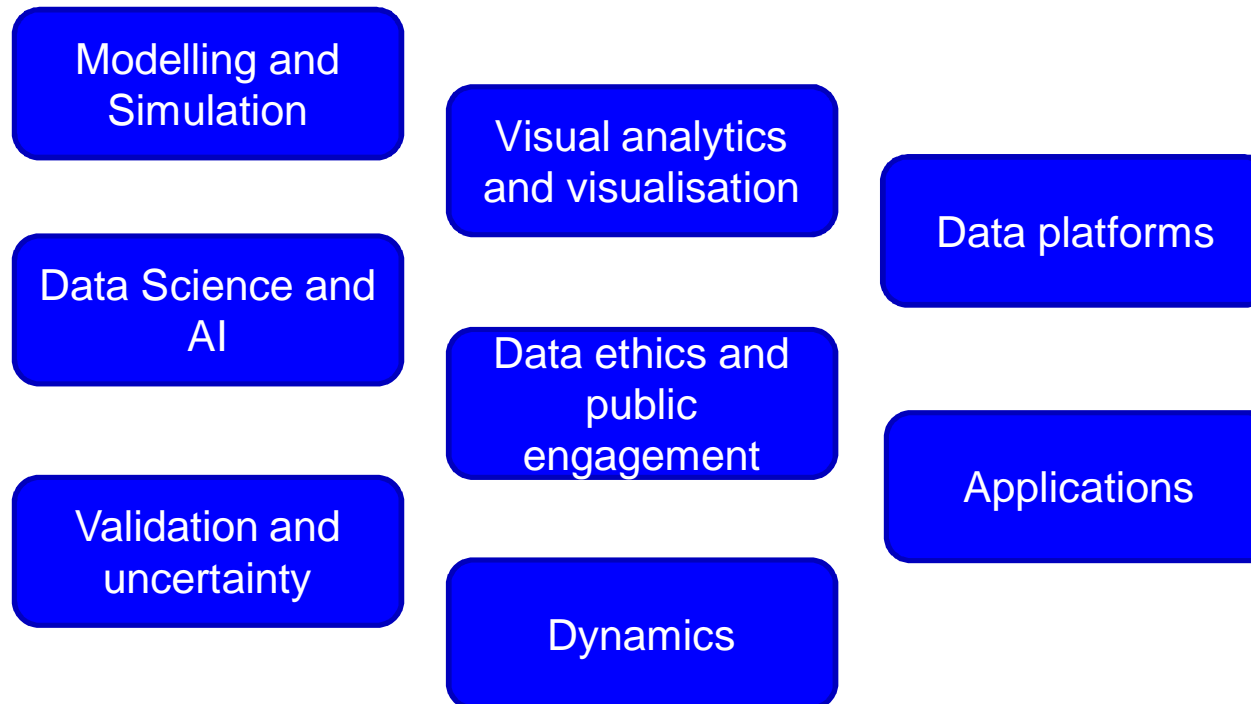 Modelling and
Simulation
Data Science and
AI
Validation and
uncertainty
Visual analytics
and visualisation
Data ethics and
public
engagement
Dynamics
Data platforms
Applications